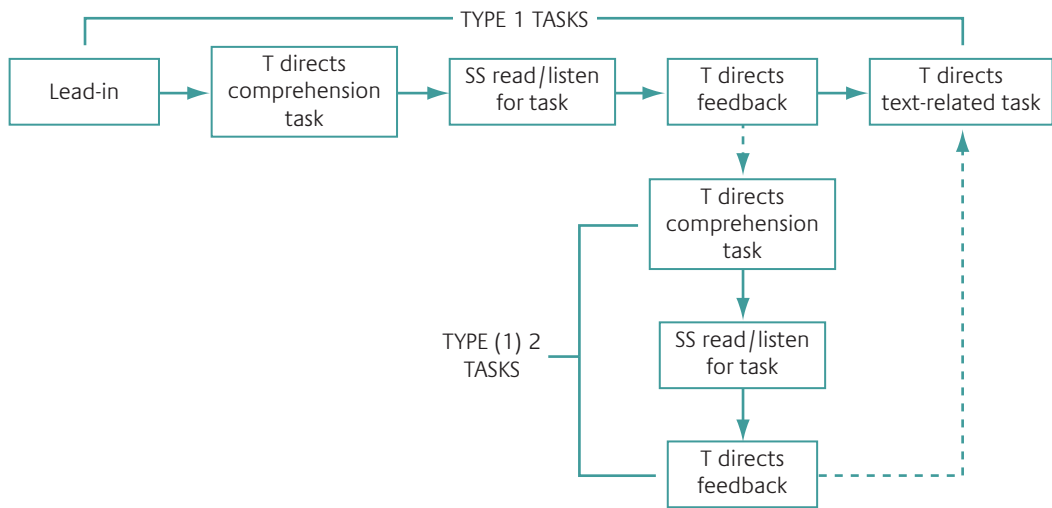 TYPE 1 TASKS
Lead-in
T directs
comprehension
task
SS read/listen
for task
T directs
feedback
T directs
text-related task
T directs
comprehension
task
TYPE (1) 2
TASKS
SS read/listen
for task
T directs
feedback